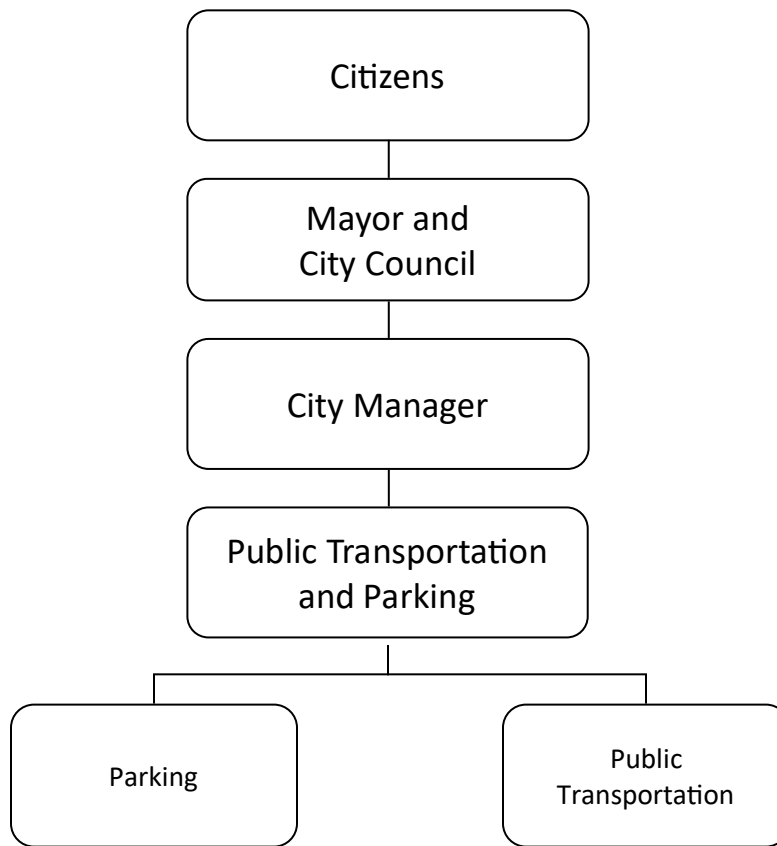 Citizens
Mayor and
City Council
City Manager
Public Transportation
and Parking
Parking
Public
Transportation